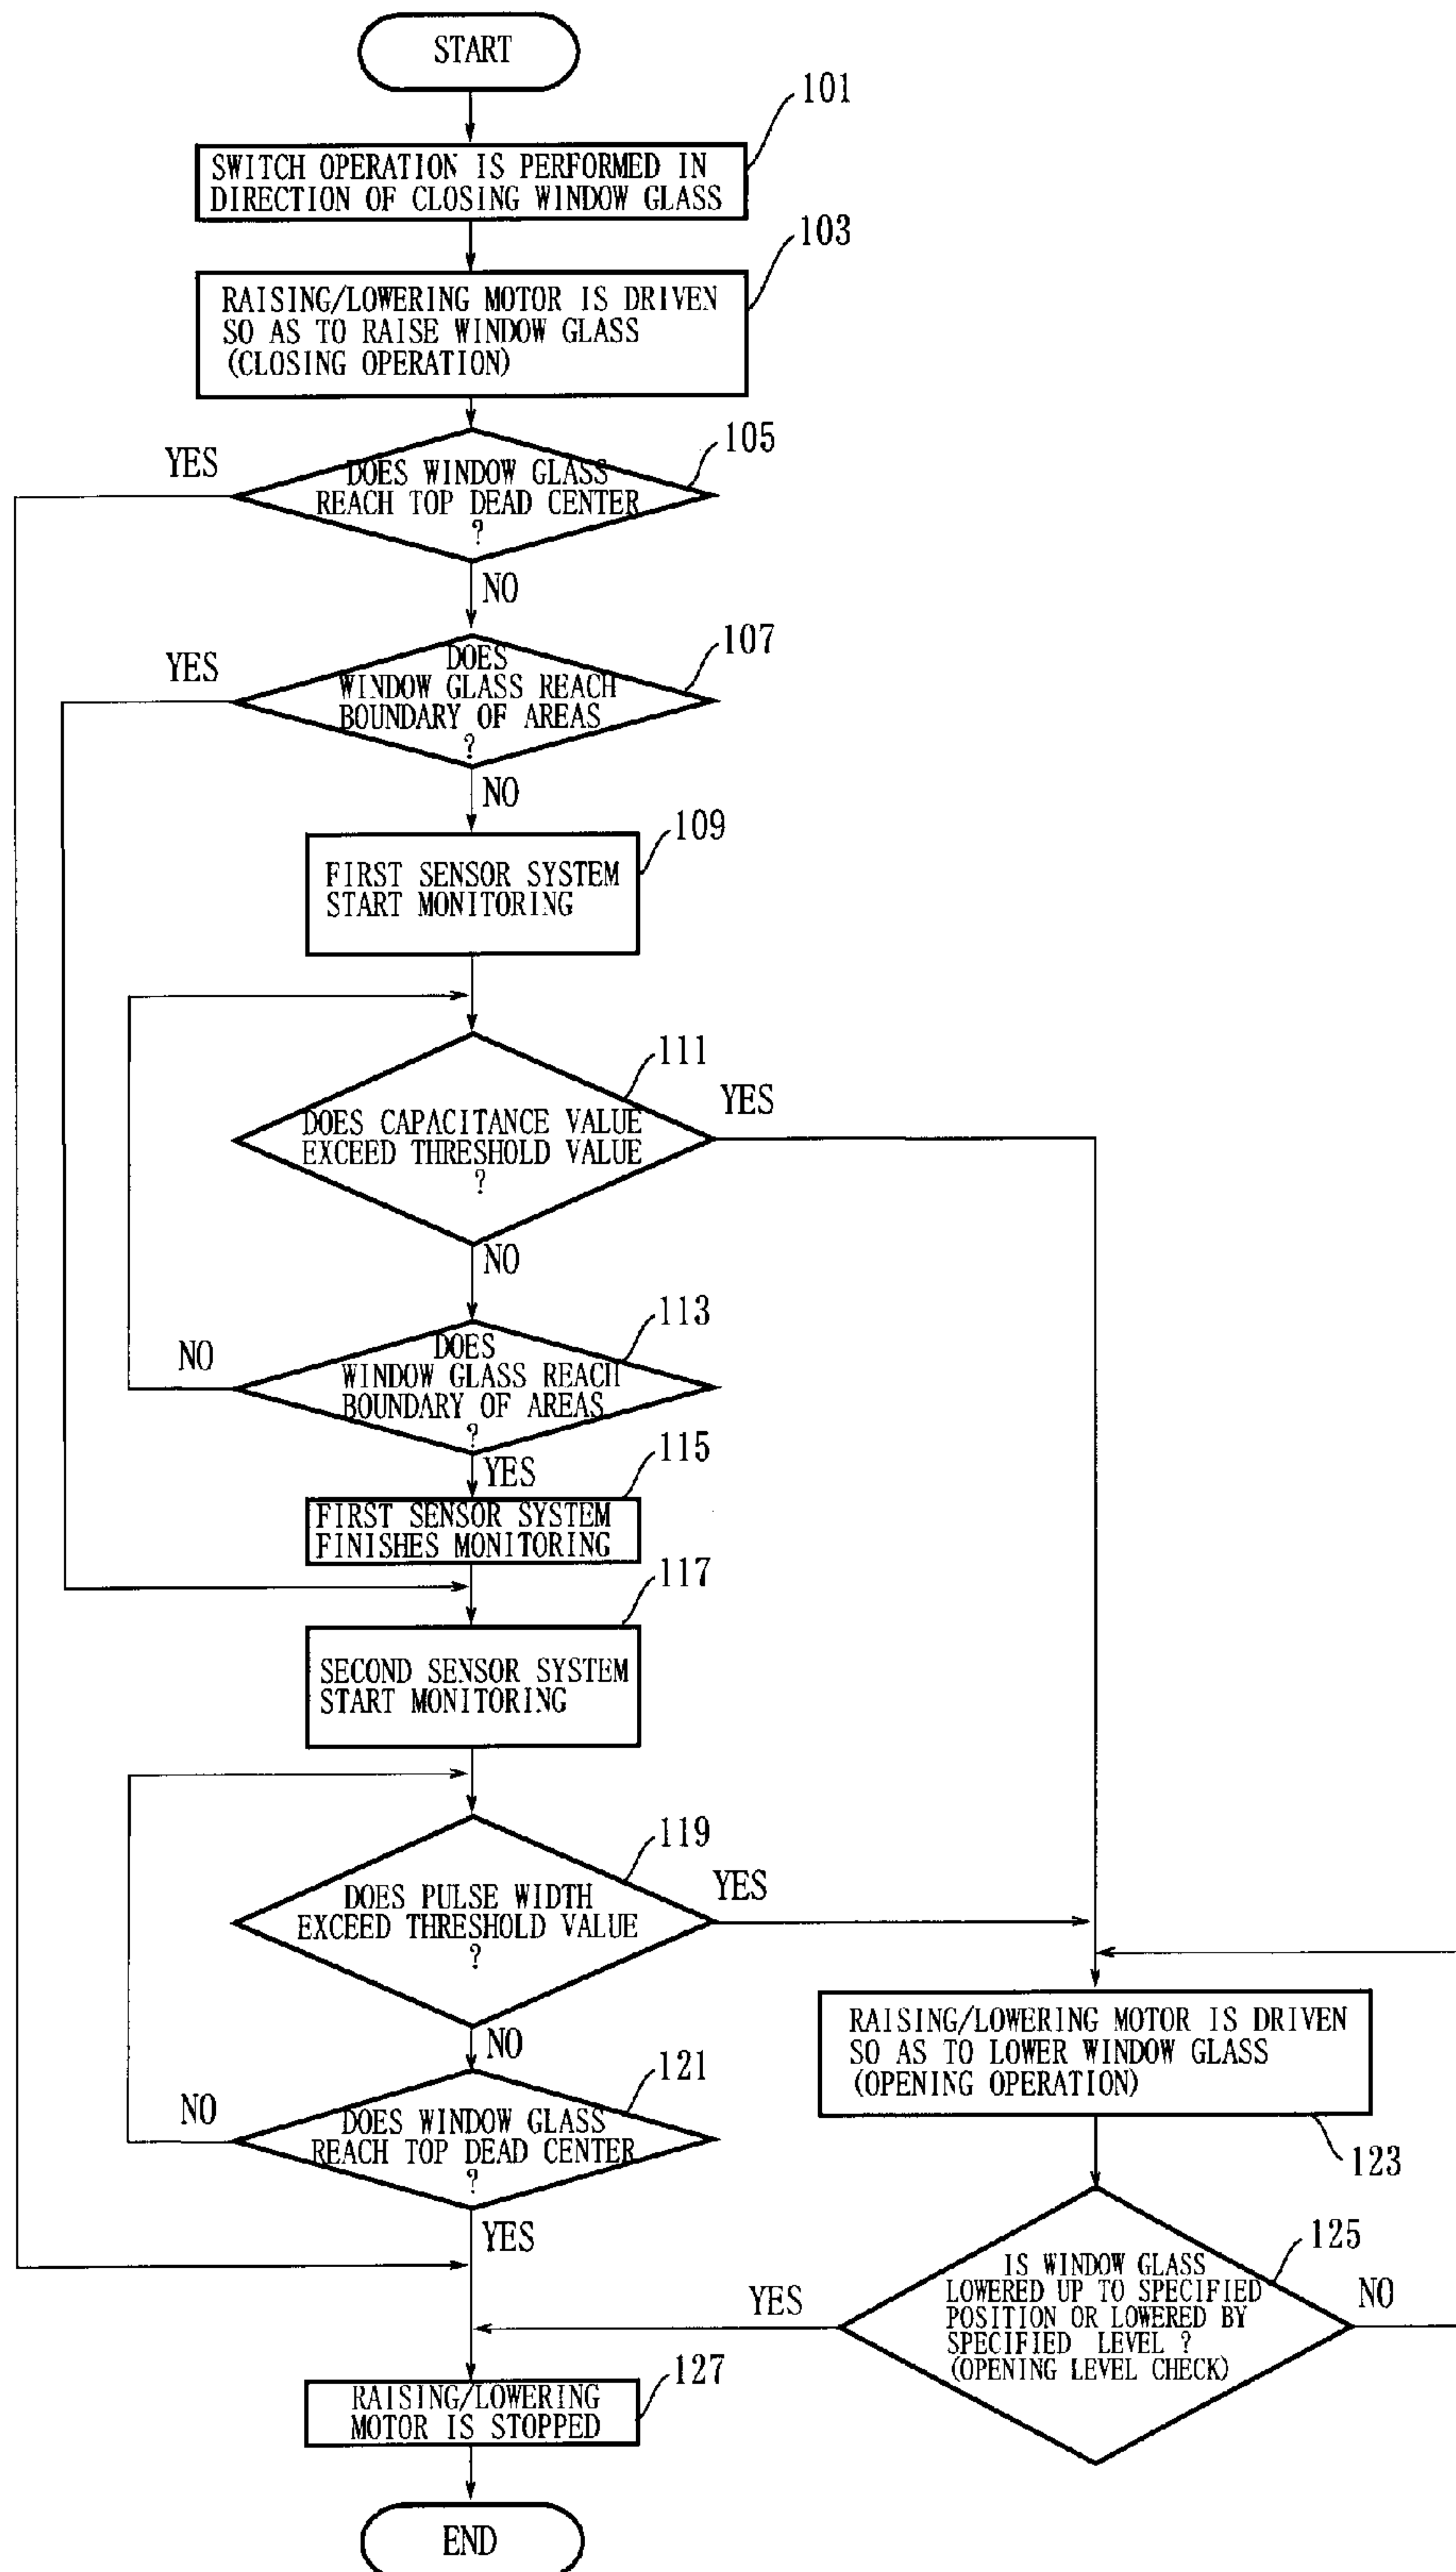 START
101
SWITCH OPERATION IS PERFORMED IN
DIRECTION OF CLOSING WINDOW GLASS
103
RAISING/LOWERING MOTOR IS DRIVEN
SO AS TO RAISE WINDOW GLASS
(CLOSING OPERATION)
105
YES
DOES WINDOW GLASS
REACH TOP DEAD CENTER
?
NO
107
YES
DOES
WINDOW GLASS REACH
BOUNDARY OF AREAS
?
NO
109
FIRST SENSOR SYSTEM
START MONITORING
111
YES
DOES CAPACITANCE VALUE
EXCEED THRESHOLD VALUE
?
NO
113
NO
DOES
WINDOW GLASS REACH
BOUNDARY OF AREAS
?
115
YES
FIRST SENSOR SYSTEM
FINISHES MONITORING
117
SECOND SENSOR SYSTEM
START MONITORING
119
YES
DOES PULSE WIDTH
EXCEED THRESHOLD VALUE
?
NO
121
NO
DOES WINDOW GLASS
REACH TOP DEAD CENTER
?
YES
RAISING/LOWERING MOTOR IS DRIVEN
SO AS TO LOWER WINDOW GLASS
(OPENING OPERATION)
123
125
IS WINDOW GLASS
LOWERED UP TO SPECIFIED
POSITION OR LOWERED BY
SPECIFIED LEVEL ?
(OPENING LEVEL CHECK)
NO
YES
127
RAISING/LOWERING
MOTOR IS STOPPED
END